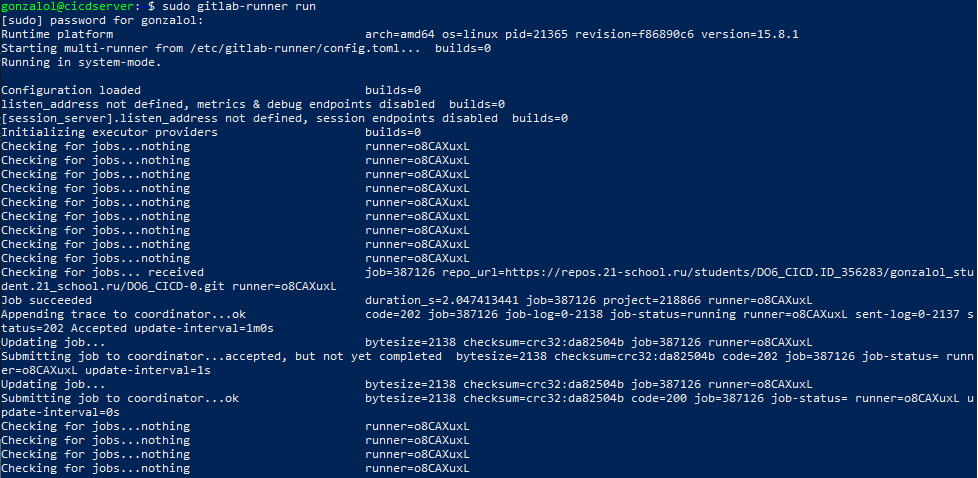 gonzalol@cicdserver: $ sudo gitlab-runner run
[sudo] password for gonzalol:
Runtime platform                                    arch=amd64 os=linux pid=21365 revision=f86890c6 version=15.8.1
Starting multi-runner from /etc/gitlab-runner/config.toml...  builds=0
Running in system-mode.

Configuration loaded                                builds=0
listen_address not defined, metrics & debug endpoints disabled  builds=0
[session_server].listen_address not defined, session endpoints disabled  builds=0
Initializing executor providers                     builds=0
Checking for jobs...nothing                         runner=o8CAXuxL
Checking for jobs...nothing                         runner=o8CAXuxL
Checking for jobs...nothing                         runner=o8CAXuxL
Checking for jobs...nothing                         runner=o8CAXuxL
Checking for jobs...nothing                         runner=o8CAXuxL
Checking for jobs...nothing                         runner=o8CAXuxL
Checking for jobs...nothing                         runner=o8CAXuxL
Checking for jobs...nothing                         runner=o8CAXuxL
Checking for jobs...nothing                         runner=o8CAXuxL
Checking for jobs... received                       job=387126 repo_url=https://repos.21-school.ru/students/DO6_CICD.ID_356283/gonzalol_stu
dent.21_school.ru/DO6_CICD-0.git runner=o8CAXuxL
Job succeeded                                       duration_s=2.047413441 job=387126 project=218866 runner=o8CAXuxL
Appending trace to coordinator...ok                 code=202 job=387126 job-log=0-2138 job-status=running runner=o8CAXuxL sent-log=0-2137 s
tatus=202 Accepted update-interval=1m0s
Updating job...                                     bytesize=2138 checksum=crc32:da82504b job=387126 runner=o8CAXuxL
Submitting job to coordinator...accepted, but not yet completed  bytesize=2138 checksum=crc32:da82504b code=202 job=387126 job-status= runn
er=o8CAXuxL update-interval=1s
Updating job...                                     bytesize=2138 checksum=crc32:da82504b job=387126 runner=o8CAXuxL
Submitting job to coordinator...ok                  bytesize=2138 checksum=crc32:da82504b code=200 job=387126 job-status= runner=o8CAXuxL u
pdate-interval=0s
Checking for jobs...nothing                         runner=o8CAXuxL
Checking for jobs...nothing                         runner=o8CAXuxL
Checking for jobs...nothing                         runner=o8CAXuxL
Checking for jobs...nothing                         runner=o8CAXuxL